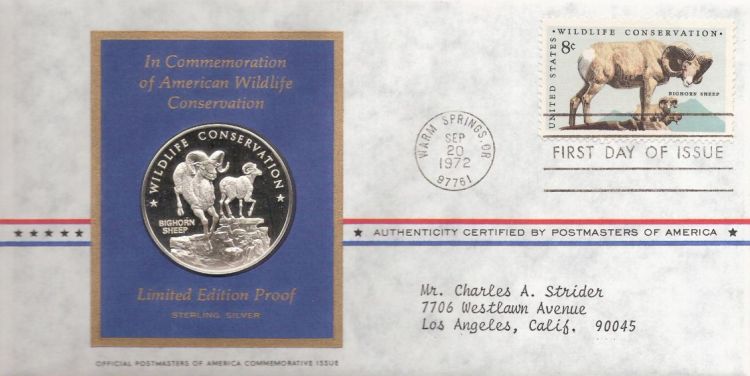 In Commemoration
of American Wildlife
Conservation
★ WILDLIFE CONSERVATION ★
BIGHORN
SHEEP
Limited Edition Proof
STERLING SILVER
OFFICIAL POSTMASTERS OF AMERICA COMMEMORATIVE ISSUE
• WILDLIFE CONSERVATION •
UNITED STATES
8c
BIGHORN SHEEP
WARM SPRINGS, OR
SEP
20
1972
97761
FIRST DAY OF ISSUE
★ AUTHENTICITY CERTIFIED BY POSTMASTERS OF AMERICA ★
Mr. Charles A. Strider
7706 Westlawn Avenue
Los Angeles, Calif. 90045